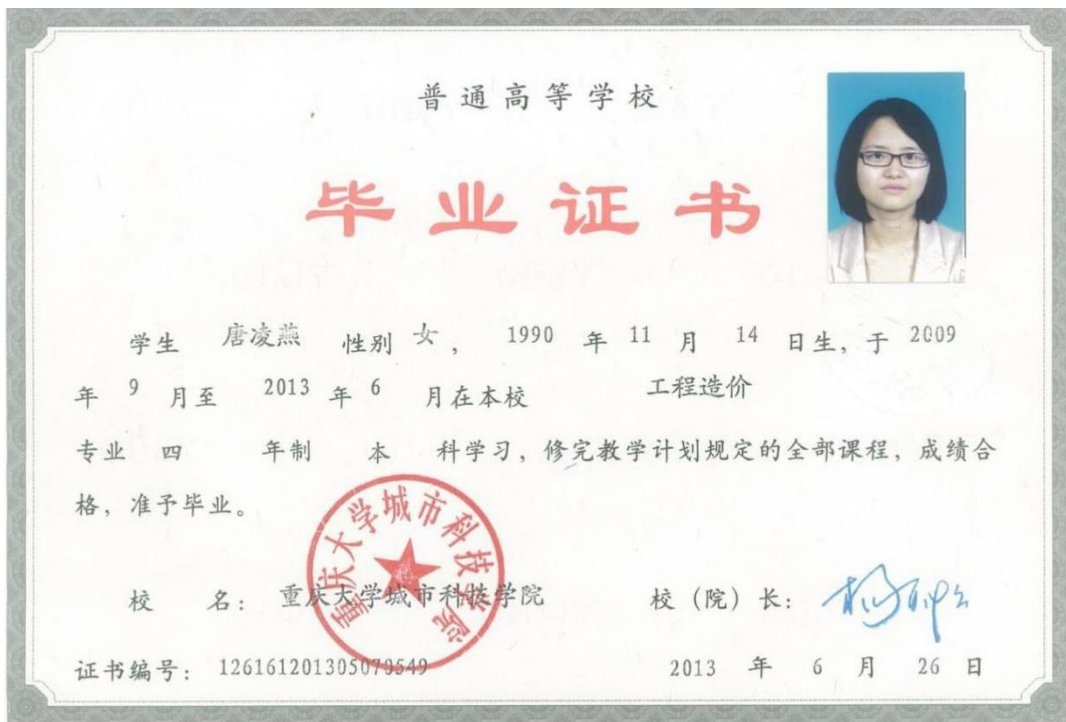 普通高等学校
毕业证书
学生 唐凌燕 性别 女， 1990 年 11 月 14 日生，于 2009
年 9 月至 2013 年 6 月在本校 工程造价
专业 四 年制 本 科学习，修完教学计划规定的全部课程，成绩合
格，准予毕业。
重庆大学城市科技学院
校 名： 重庆大学城市科技学院 校（院）长：
证书编号： 126161201305070549 2013 年 6 月 26 日